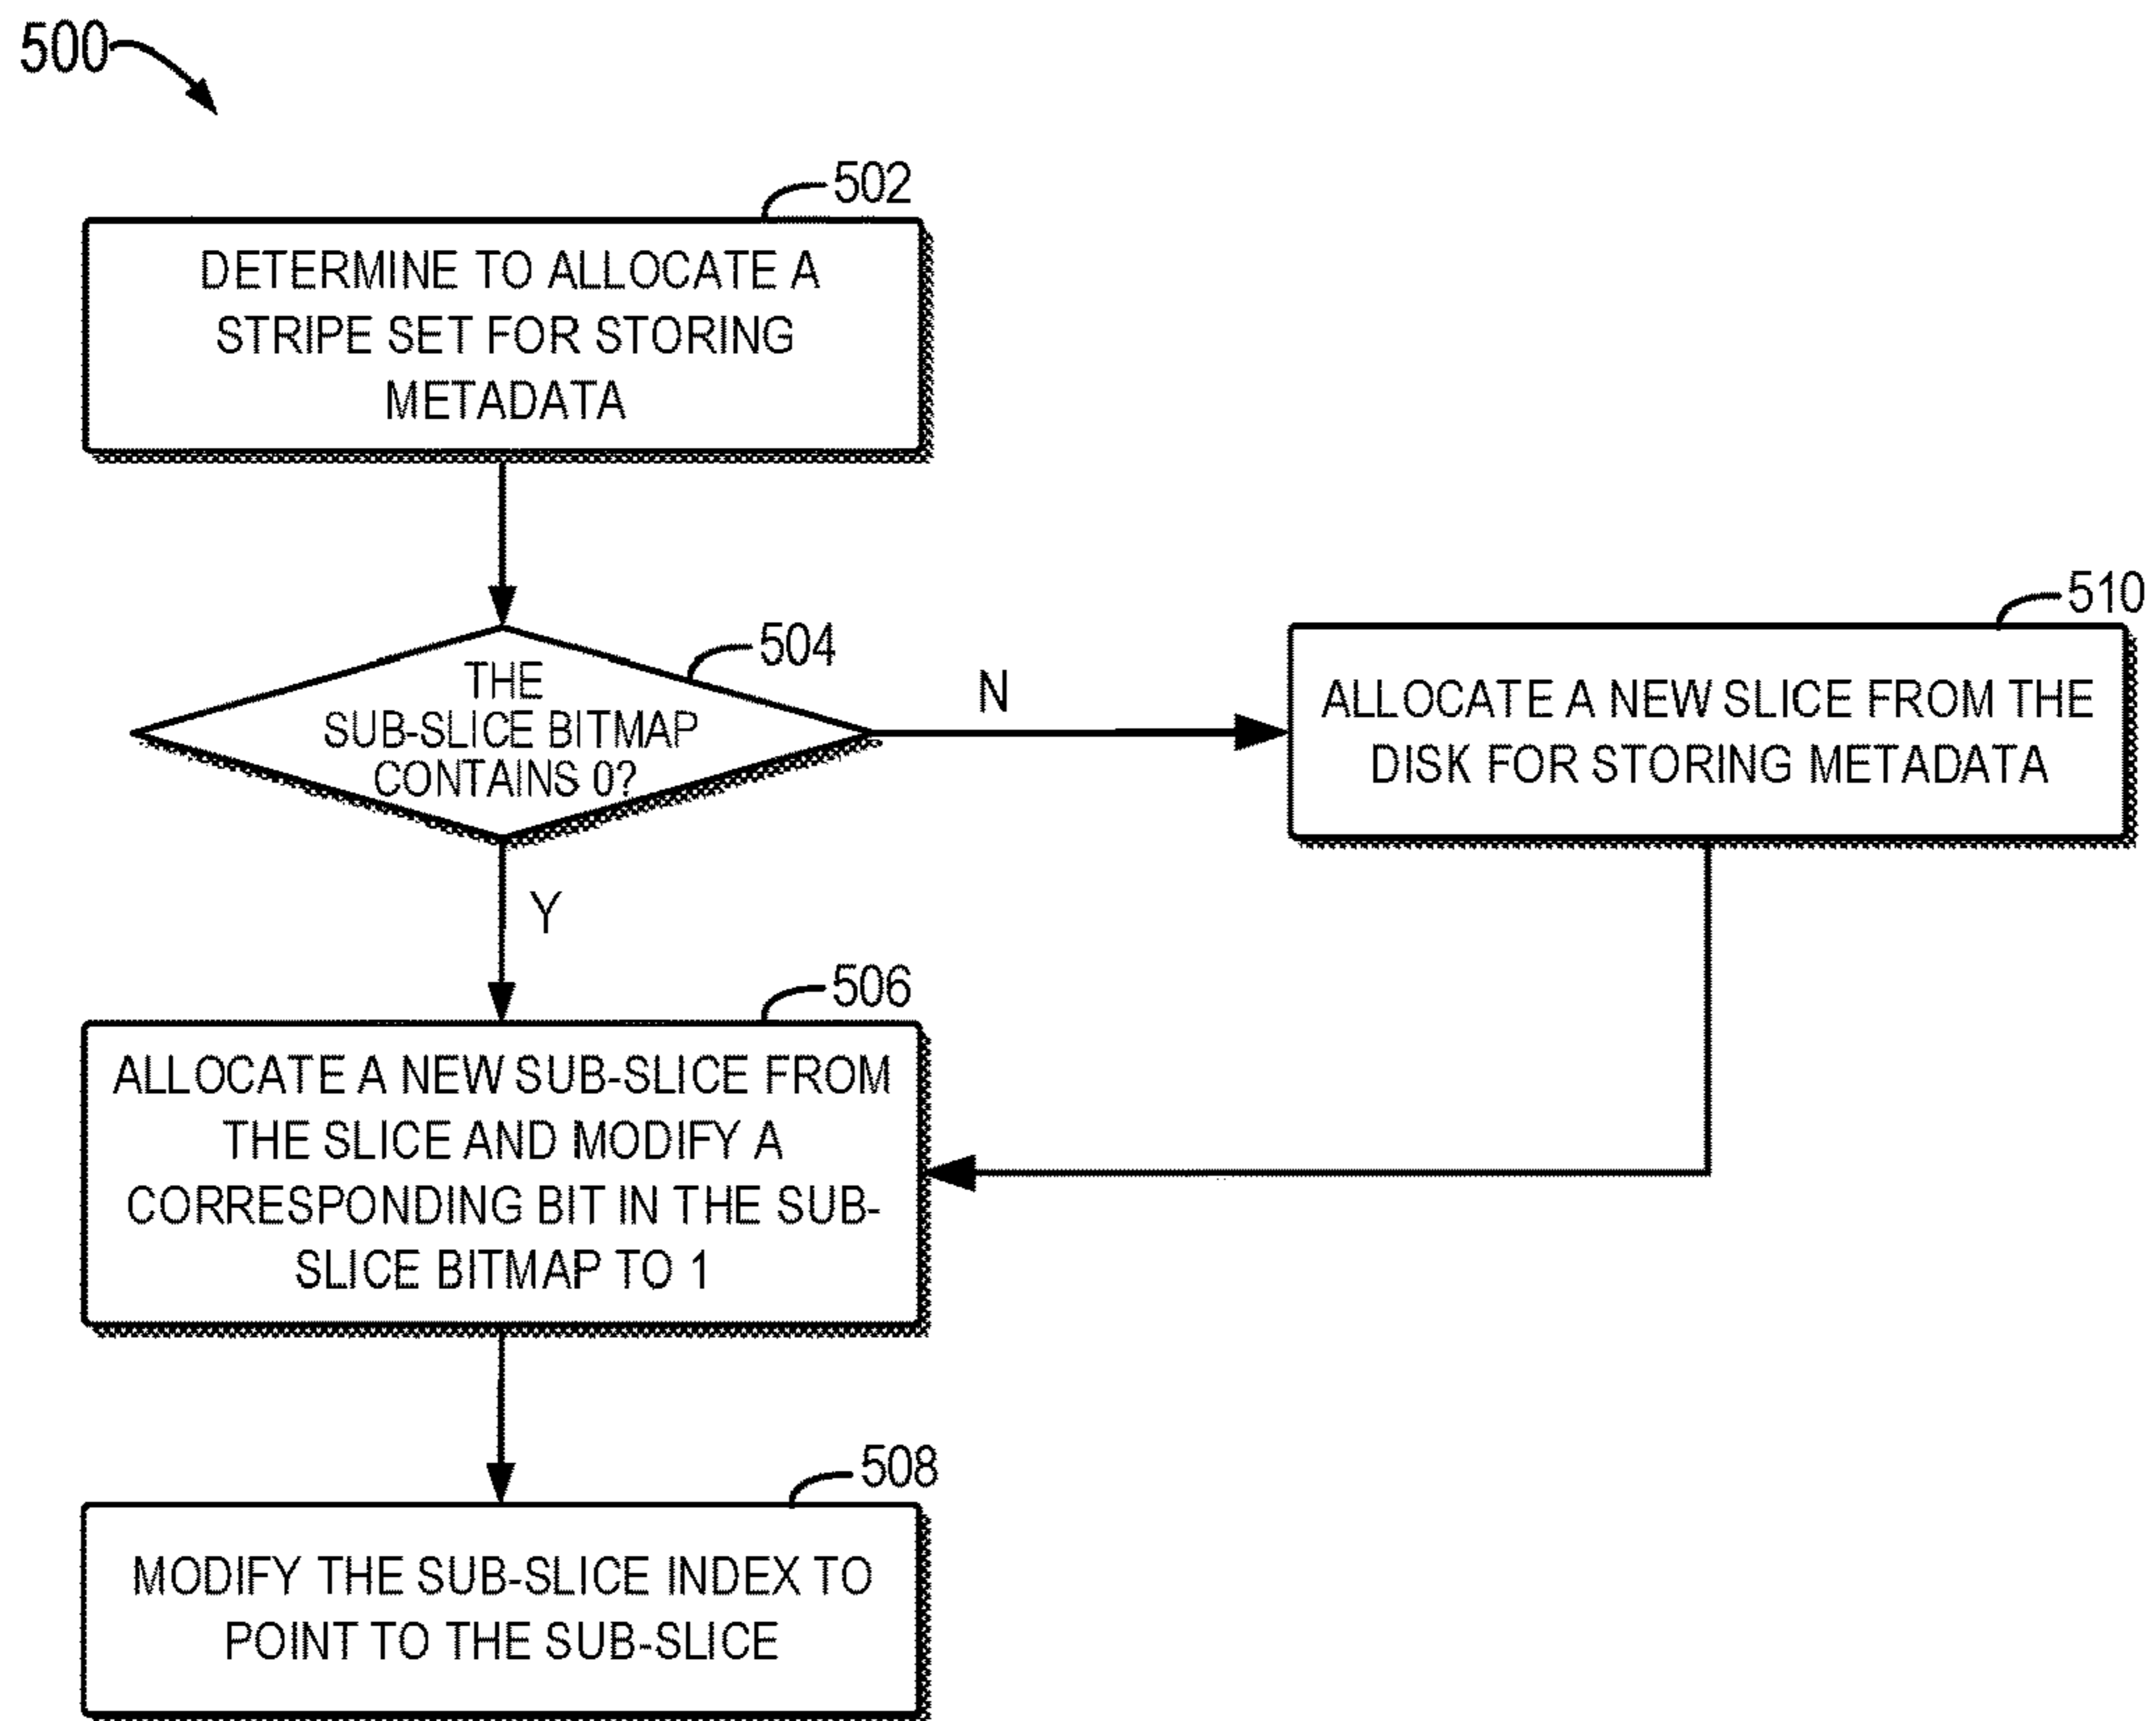 500
502
DETERMINE TO ALLOCATE A
STRIPE SET FOR STORING
METADATA
504
THE
SUB-SLICE BITMAP
CONTAINS 0?
N
510
ALLOCATE A NEW SLICE FROM THE
DISK FOR STORING METADATA
Y
506
ALLOCATE A NEW SUB-SLICE FROM
THE SLICE AND MODIFY A
CORRESPONDING BIT IN THE SUB-
SLICE BITMAP TO 1
508
MODIFY THE SUB-SLICE INDEX TO
POINT TO THE SUB-SLICE